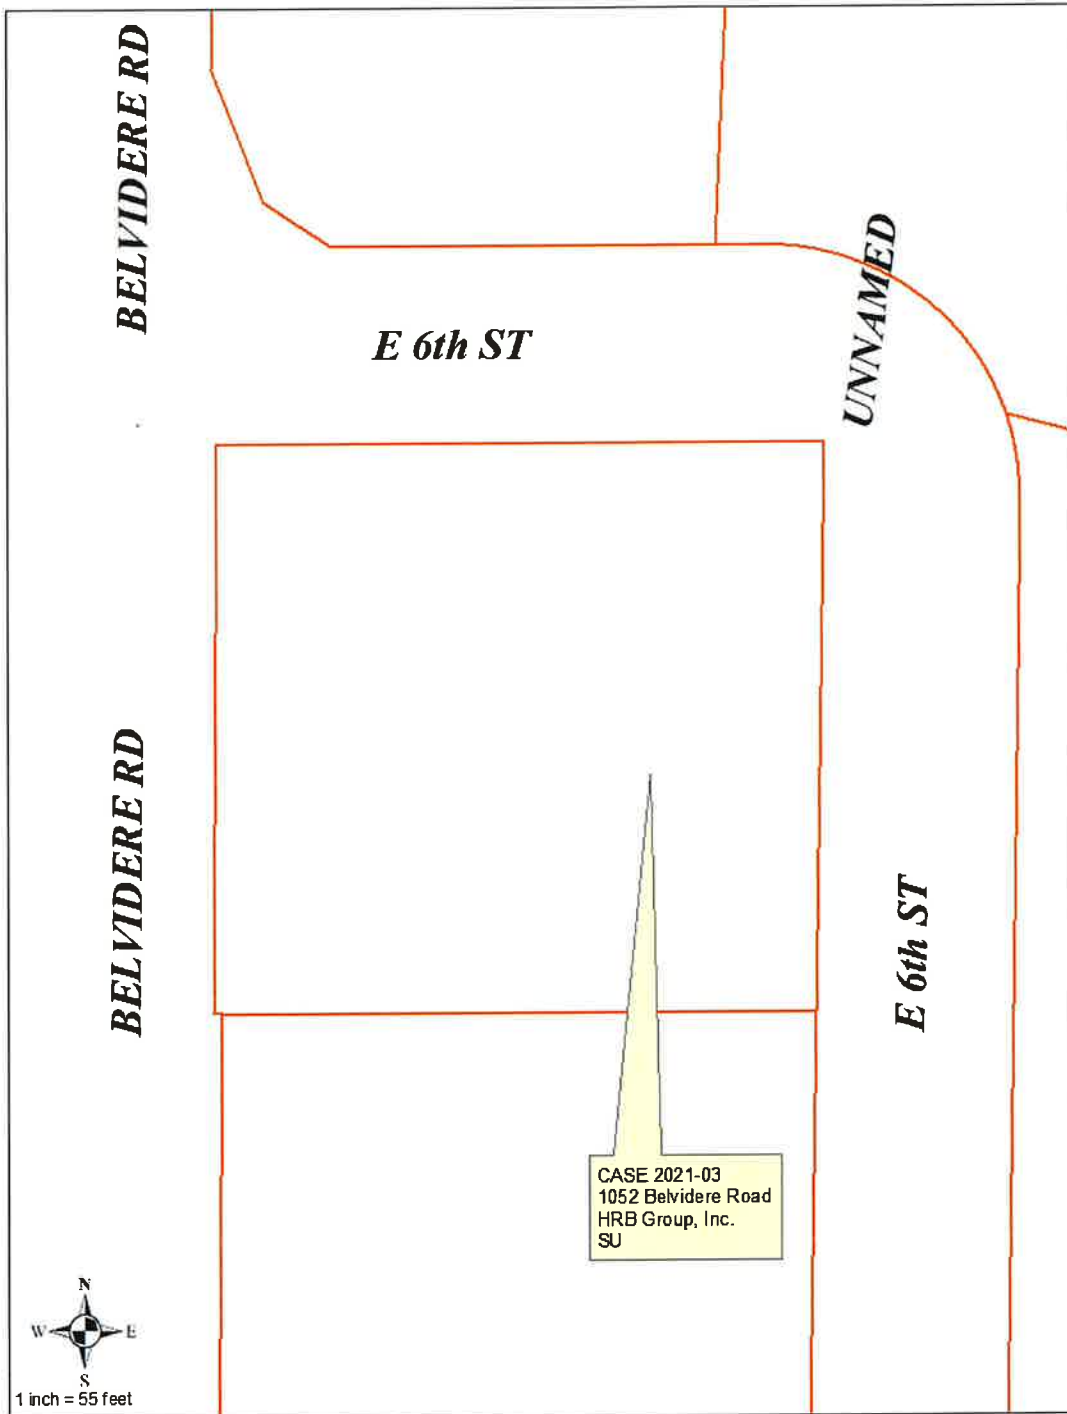 BELVIDERE RD
UNNAMED
E 6th ST
BELVIDERE RD
E 6th ST
CASE 2021-03
1052 Belvidere Road
HRB Group, Inc.
SU
N
W E
S
1 inch = 55 feet